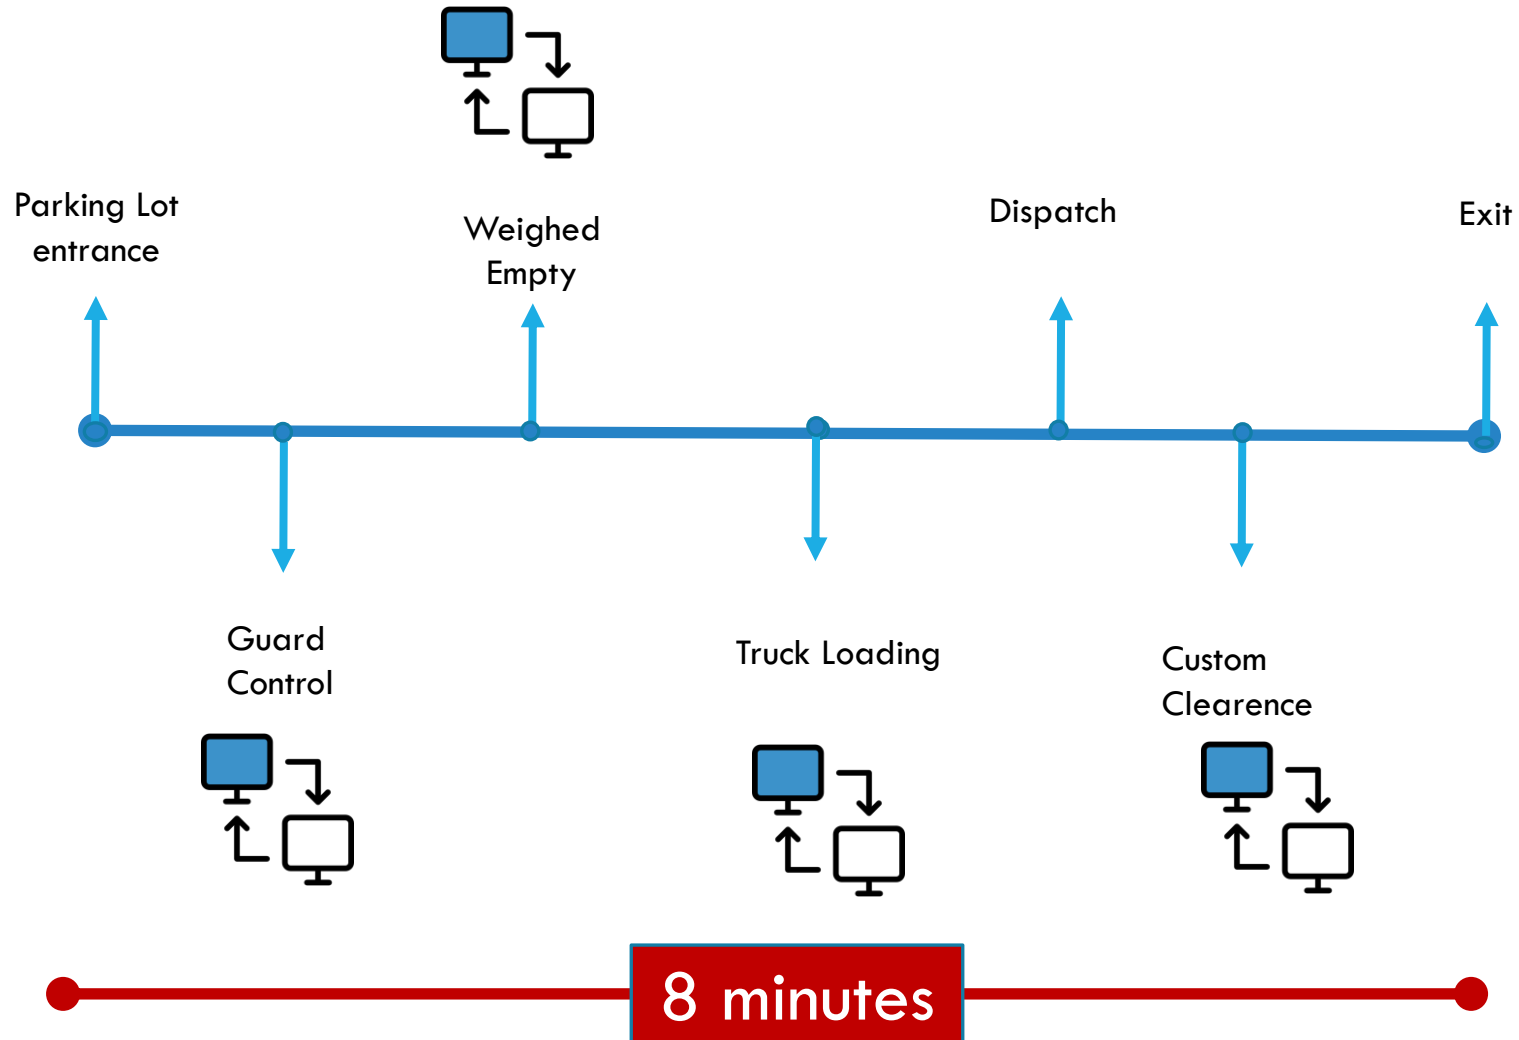 Parking Lot
entrance
Weighed
Empty
Dispatch
Exit
Guard
Control
Truck Loading
Custom
Clearence
8 minutes